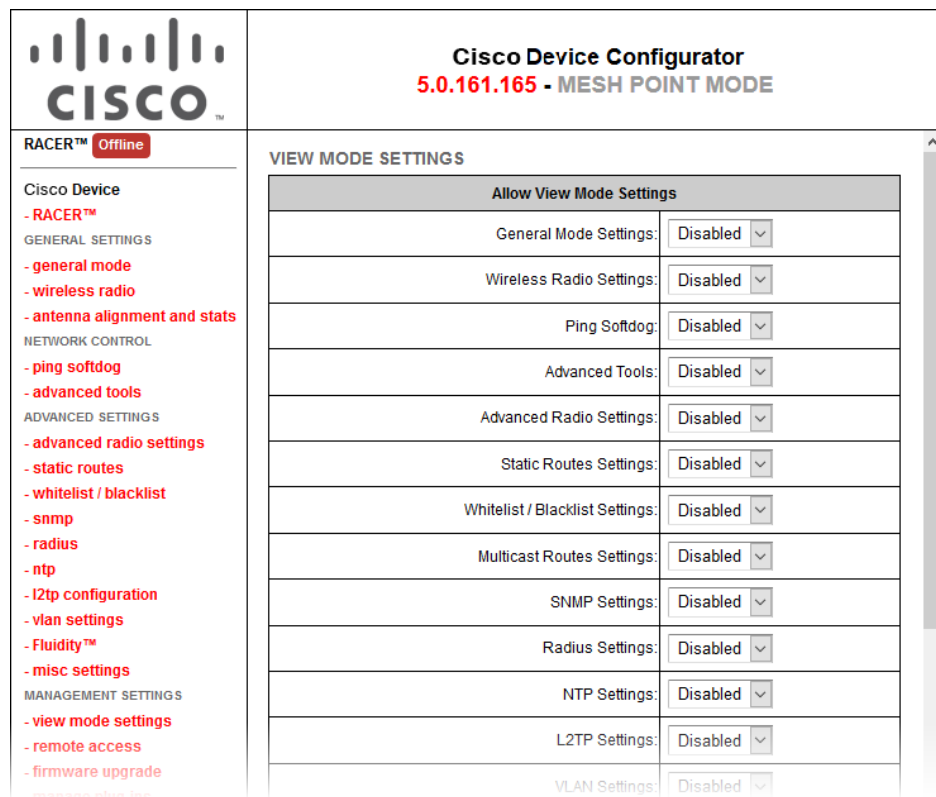 CISCO™
Cisco Device Configurator
5.0.161.165 - MESH POINT MODE
RACER™ Offline
Cisco Device
- RACER™
GENERAL SETTINGS
- general mode
- wireless radio
- antenna alignment and stats
NETWORK CONTROL
- ping softdog
- advanced tools
ADVANCED SETTINGS
- advanced radio settings
- static routes
- whitelist / blacklist
- snmp
- radius
- ntp
- l2tp configuration
- vlan settings
- Fluidity™
- misc settings
MANAGEMENT SETTINGS
- view mode settings
- remote access
- firmware upgrade
- manage plug-ins
VIEW MODE SETTINGS
Allow View Mode Settings
General Mode Settings: Disabled
Wireless Radio Settings: Disabled
Ping Softdog: Disabled
Advanced Tools: Disabled
Advanced Radio Settings: Disabled
Static Routes Settings: Disabled
Whitelist / Blacklist Settings: Disabled
Multicast Routes Settings: Disabled
SNMP Settings: Disabled
Radius Settings: Disabled
NTP Settings: Disabled
L2TP Settings: Disabled
VLAN Settings: Disabled